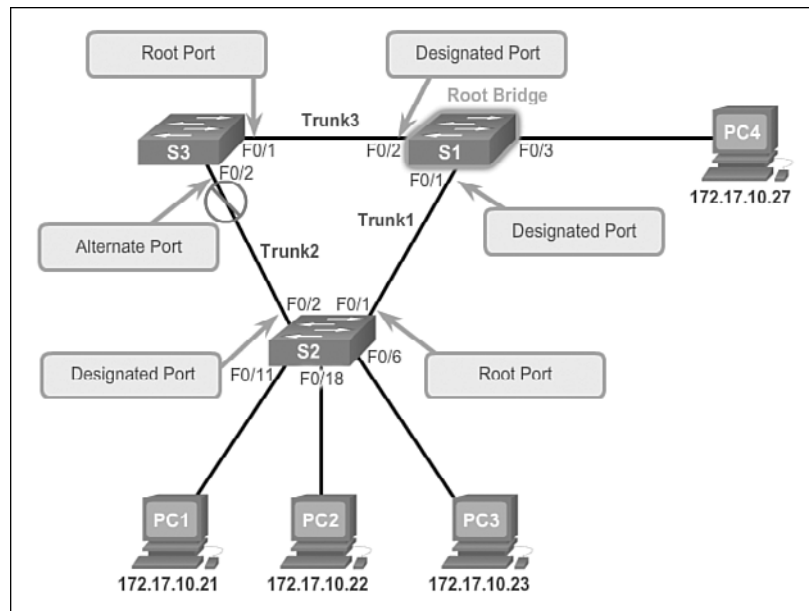 Root Port
Designated Port
Root Bridge
Trunk3
S3
F0/1
F0/2
S1
F0/3
PC4
F0/2
F0/1
172.17.10.27
Trunk1
Alternate Port
Designated Port
Trunk2
F0/2
F0/1
S2
F0/6
Designated Port
F0/11
F0/18
Root Port
PC1
PC2
PC3
172.17.10.21
172.17.10.22
172.17.10.23